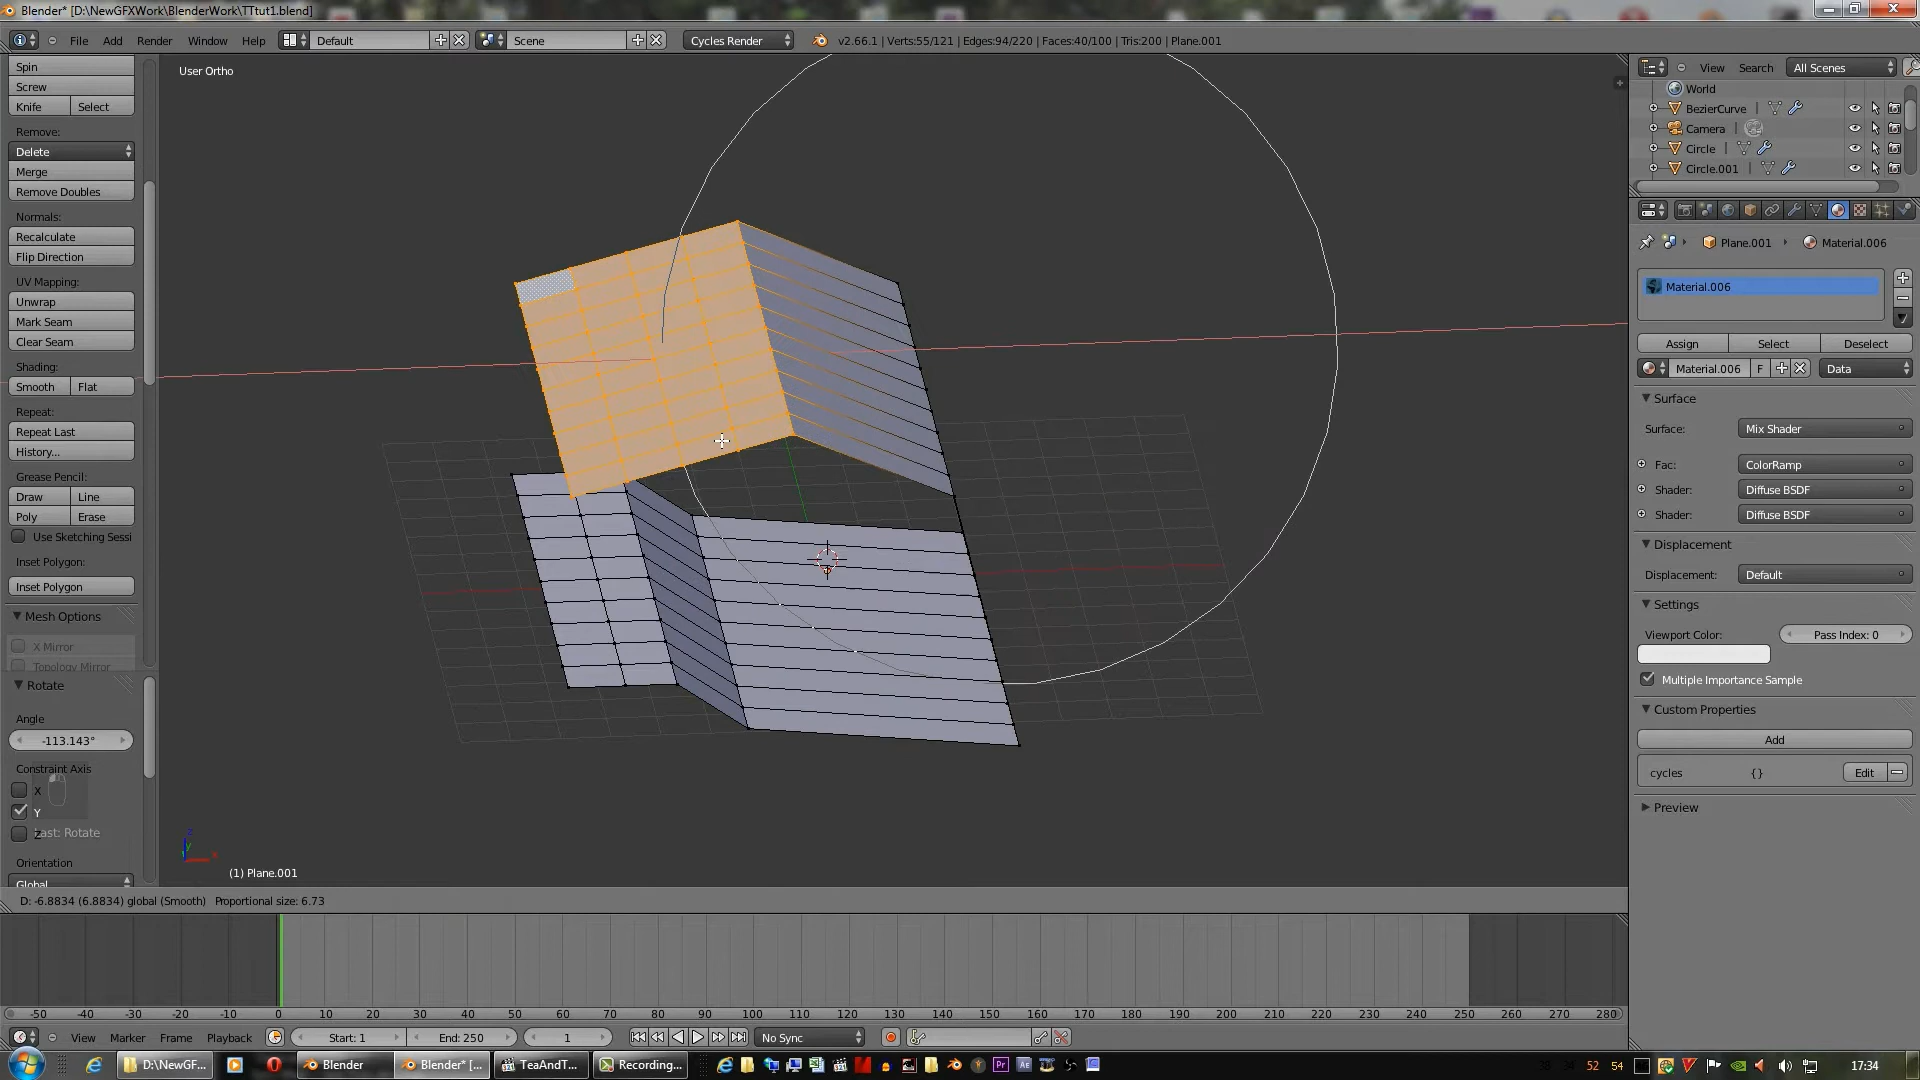 Blender* [D:\NewGFXWork\BlenderWork\TTtut1.blend]
File Add Render Window Help Default Scene Cycles Render v2.66.1 | Verts:55/121 | Edges:94/220 | Faces:40/100 | Tris:200 | Plane.001
Spin
Screw
Knife Select
Remove:
Delete
Merge
Remove Doubles
Normals:
Recalculate
Flip Direction
UV Mapping:
Unwrap
Mark Seam
Clear Seam
Shading:
Smooth Flat
Repeat:
Repeat Last
History...
Grease Pencil:
Draw Line
Poly Erase
Use Sketching Sessi
Inset Polygon:
Inset Polygon
Mesh Options
X Mirror
Topology Mirror
Rotate
Angle
-113.143°
Constraint Axis
X
Y
Z
Last: Rotate
Orientation
Global
User Ortho
(1) Plane.001
D: -6.8834 (6.8834) global (Smooth) Proportional size: 6.73
View Search All Scenes
World
BezierCurve
Camera
Circle
Circle.001
Plane.001 Material.006
Material.006
Assign Select Deselect
Material.006 F Data
Surface
Surface: Mix Shader
Fac: ColorRamp
Shader: Diffuse BSDF
Shader: Diffuse BSDF
Displacement
Displacement: Default
Settings
Viewport Color: Pass Index: 0
Multiple Importance Sample
Custom Properties
Add
cycles {} Edit
Preview
-50 -40 -30 -20 -10 0 10 20 30 40 50 60 70 80 90 100 110 120 130 140 150 160 170 180 190 200 210 220 230 240 250 260 270 280
View Marker Frame Playback Start: 1 End: 250 1 No Sync
D:\NewGF... Blender Blender* [... TeaAndT... Recording... 52 54 17:34